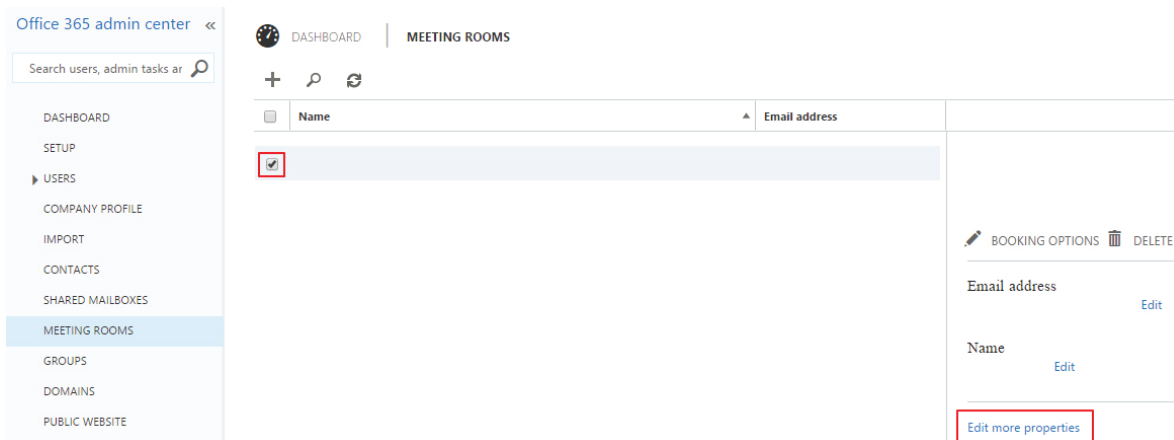 Office 365 admin center «
Search users, admin tasks ar
DASHBOARD
SETUP
USERS
COMPANY PROFILE
IMPORT
CONTACTS
SHARED MAILBOXES
MEETING ROOMS
GROUPS
DOMAINS
PUBLIC WEBSITE
DASHBOARD MEETING ROOMS
Name Email address
BOOKING OPTIONS DELETE
Email address
Edit
Name
Edit
Edit more properties